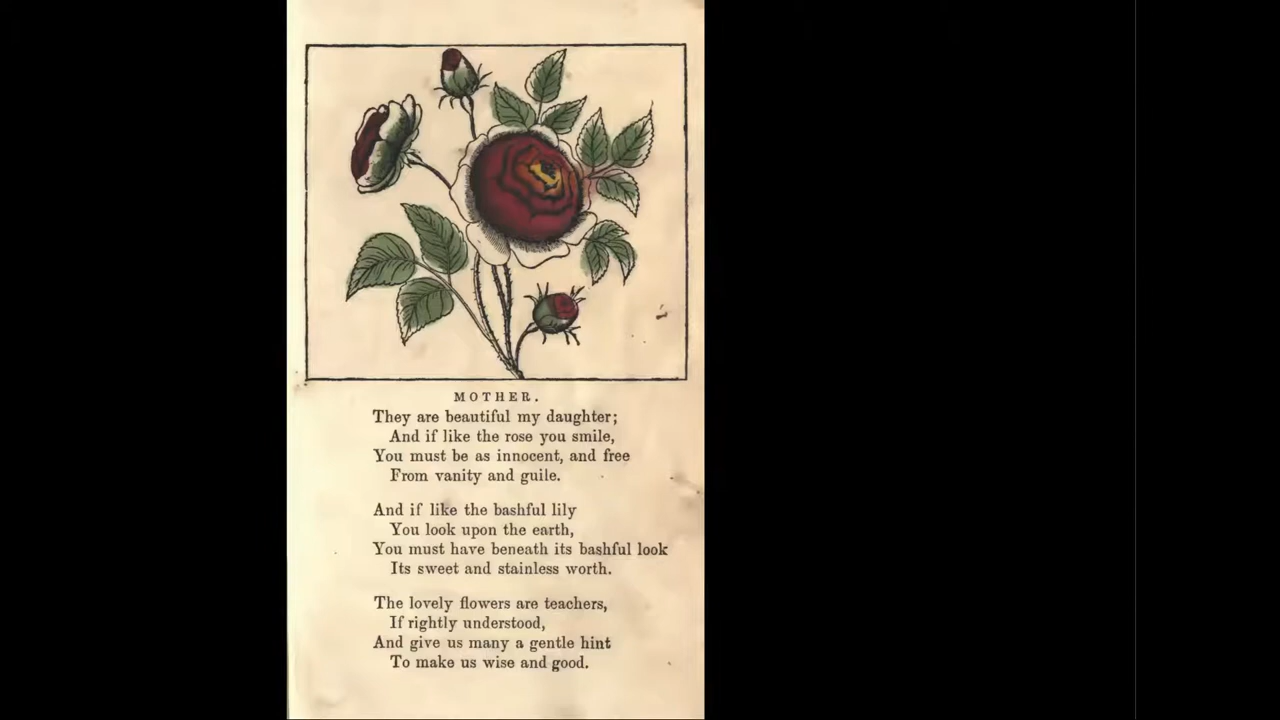 MOTHER.
They are beautiful my daughter;
And if like the rose you smile,
You must be as innocent, and free
From vanity and guile.
And if like the bashful lily
You look upon the earth,
You must have beneath its bashful look
Its sweet and stainless worth.
The lovely flowers are teachers,
If rightly understood,
And give us many a gentle hint
To make us wise and good.